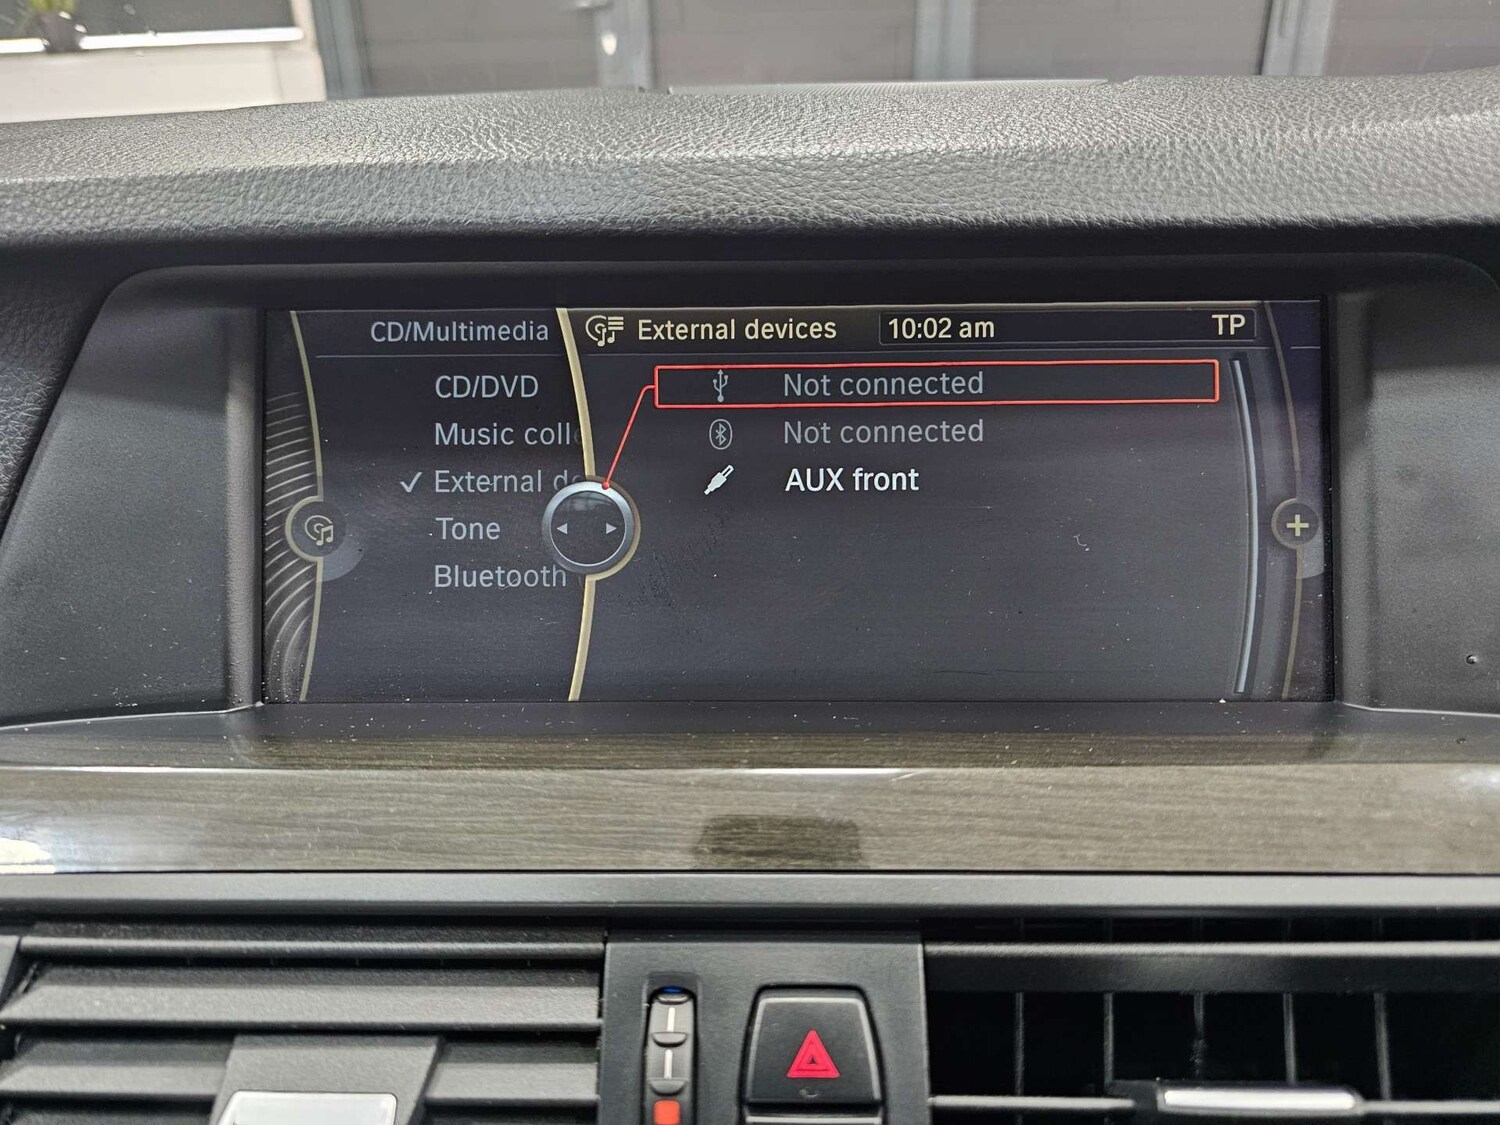 CD/Multimedia
CD/DVD
Music coll
External de
Tone
Bluetooth
External devices 10:02 am TP
Not connected
Not connected
AUX front